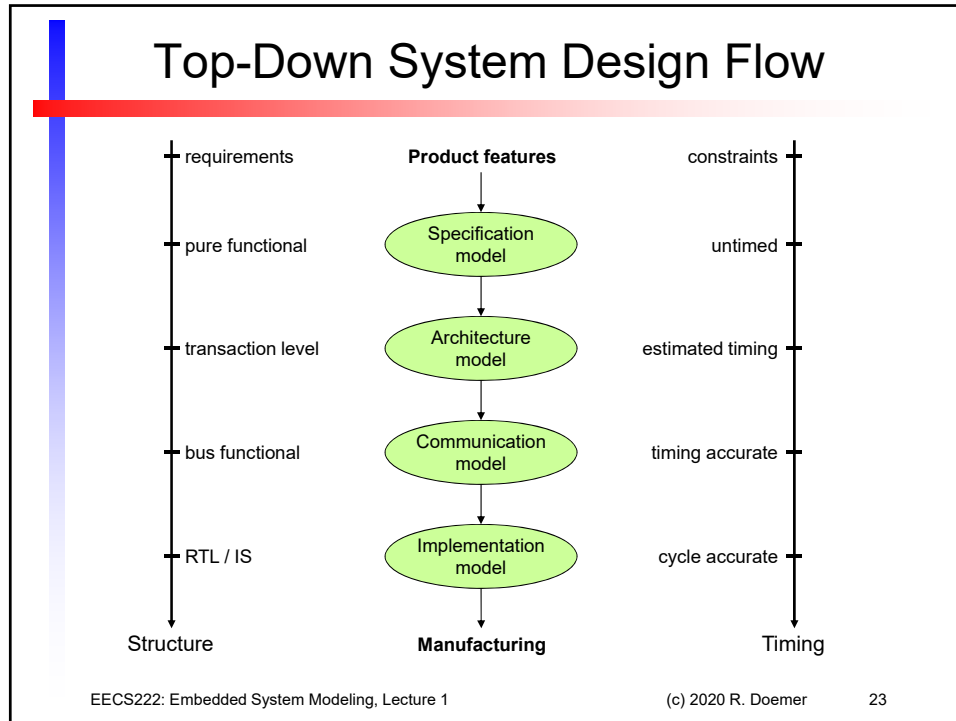 Top-Down System Design Flow
requirements
Product features
constraints
pure functional
Specification
model
untimed
transaction level
Architecture
model
estimated timing
bus functional
Communication
model
timing accurate
RTL / IS
Implementation
model
cycle accurate
Structure
Manufacturing
Timing
EECS222: Embedded System Modeling, Lecture 1
(c) 2020 R. Doemer
23